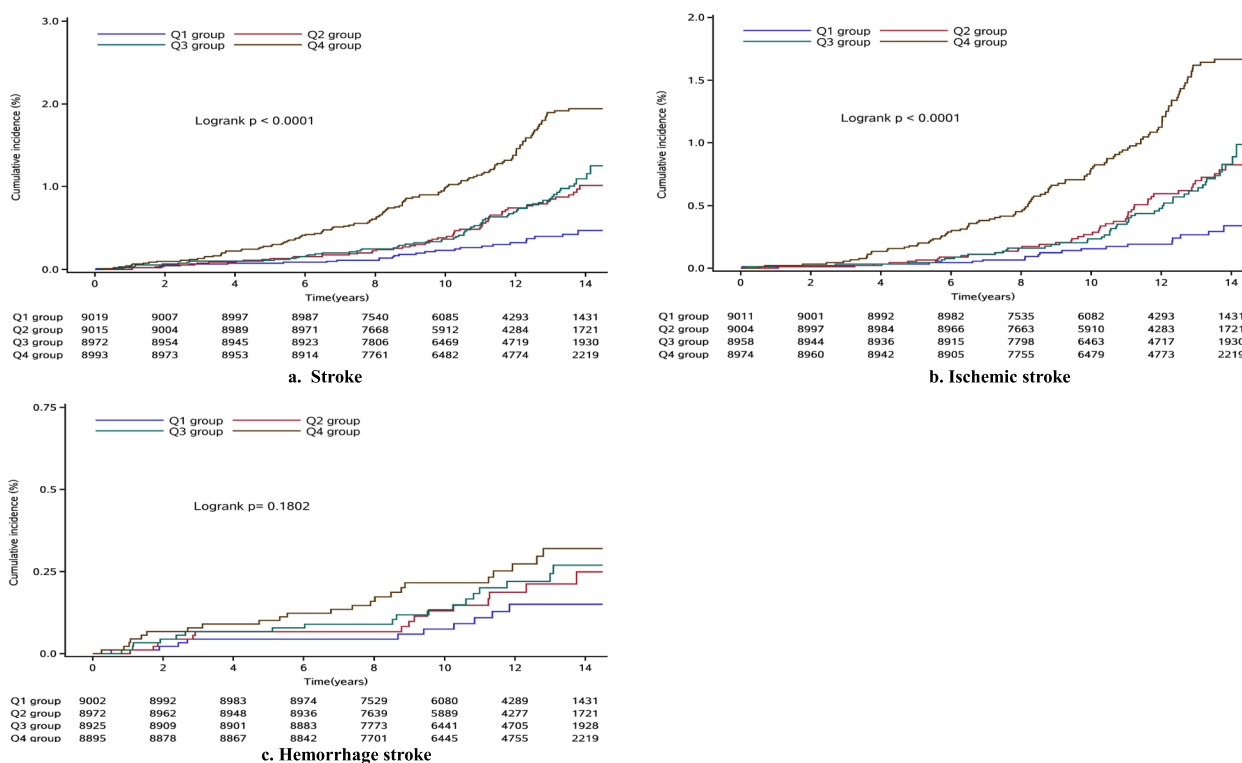 3.0
2.0
1.0
0.0
Cumulative incidence (%)
Q1 group Q2 group
Q3 group Q4 group
Logrank p < 0.0001
0 2 4 6 8 10 12 14
Time(years)
Q1 group 9019 9007 8997 8987 7540 6085 4293 1431
Q2 group 9015 9004 8989 8971 7668 5912 4284 1721
Q3 group 8972 8954 8945 8923 7806 6469 4719 1930
Q4 group 8993 8973 8953 8914 7761 6482 4774 2219
a. Stroke
2.0
1.5
1.0
0.5
0.0
Cumulative incidence (%)
Q1 group Q2 group
Q3 group Q4 group
Logrank p < 0.0001
0 2 4 6 8 10 12 14
Time(years)
Q1 group 9011 9001 8992 8982 7535 6082 4293 1431
Q2 group 9004 8997 8984 8966 7663 5910 4283 1721
Q3 group 8958 8944 8936 8915 7798 6463 4717 1930
Q4 group 8974 8960 8942 8905 7755 6479 4773 2219
b. Ischemic stroke
0.75
0.5
0.25
0.0
Cumulative incidence (%)
Q1 group Q2 group
Q3 group Q4 group
Logrank p= 0.1802
0 2 4 6 8 10 12 14
Time(years)
Q1 group 9002 8992 8983 8974 7529 6080 4289 1431
Q2 group 8972 8962 8948 8936 7639 5889 4277 1721
Q3 group 8925 8909 8901 8883 7773 6441 4705 1928
Q4 group 8895 8878 8867 8842 7701 6445 4755 2219
c. Hemorrhage stroke